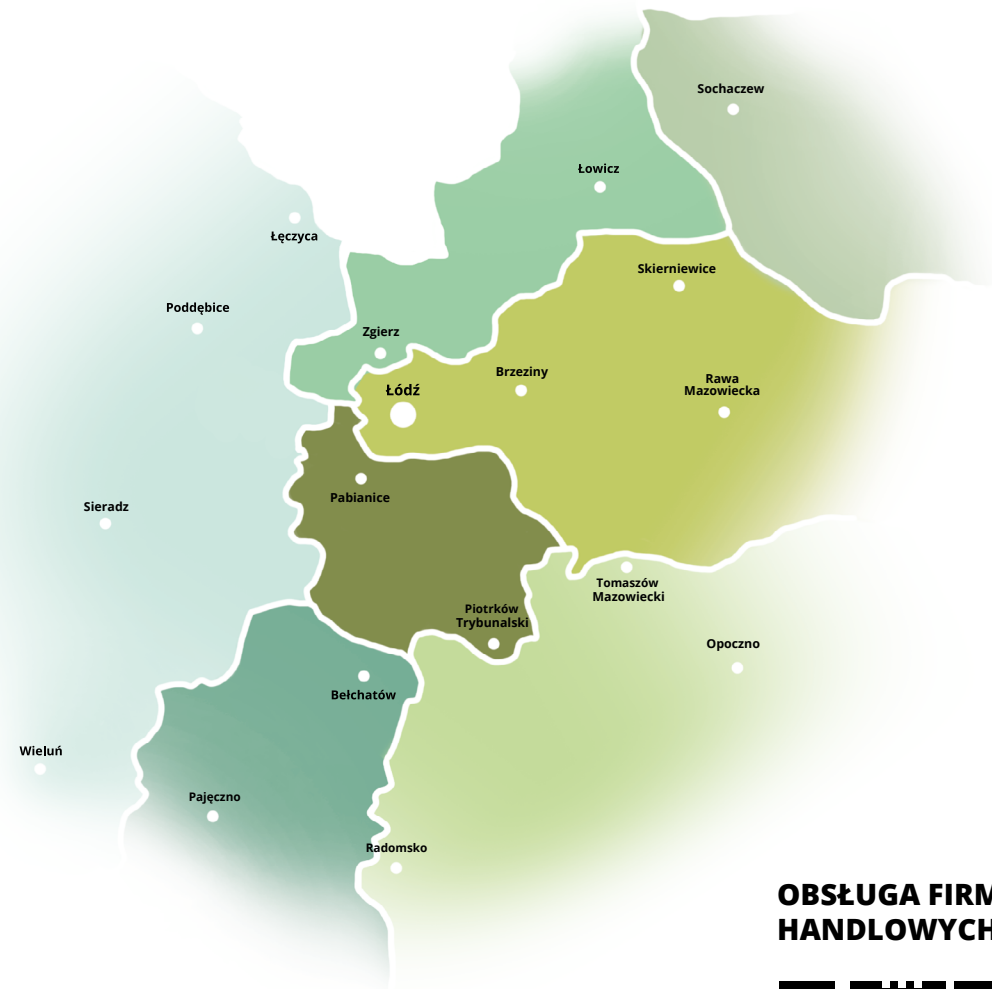 Sochaczew
Łowicz
Łęczyca
Skierniewice
Poddębice
Zgierz
Brzeziny
Rawa
Mazowiecka
Łódź
Pabianice
Sieradz
Tomaszów
Mazowiecki
Piotrków
Trybunalski
Opoczno
Bełchatów
Wieluń
Pajęczno
Radomsko
OBSŁUGA FIRM
HANDLOWYCH